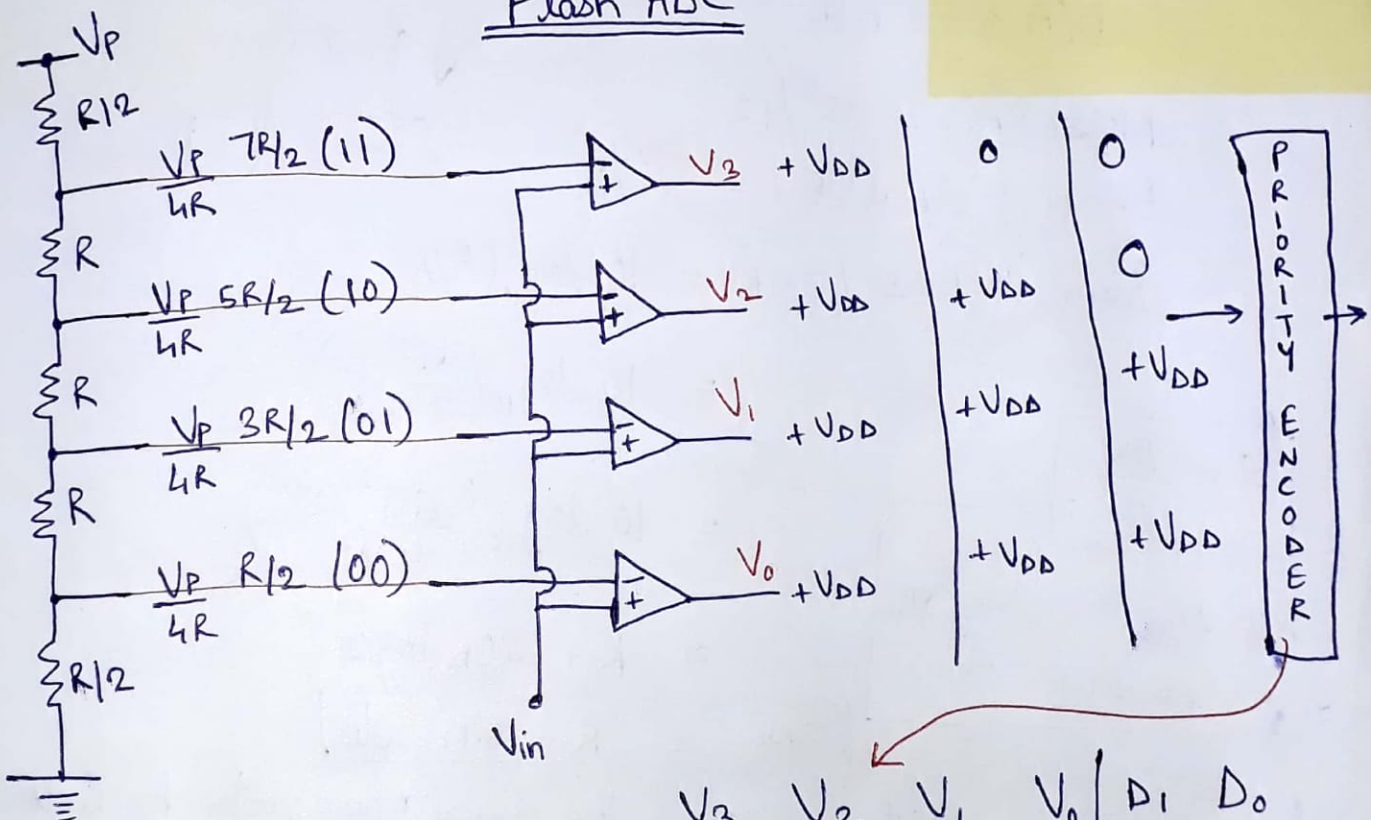 Flash ADC
VP
R/2
VP/4R 7R/2 (11)
V3 + VDD
0
0
R
VP/4R 5R/2 (10)
V2 + VDD
+ VDD
0
R
VP/4R 3R/2 (01)
V1 + VDD
+VDD
+VDD
R
VP/4R R/2 (00)
V0 + VDD
+VDD
+VDD
R/2
Vin
PRIORITY ENCODER
V3 V2 V1 V0 | D1 D0